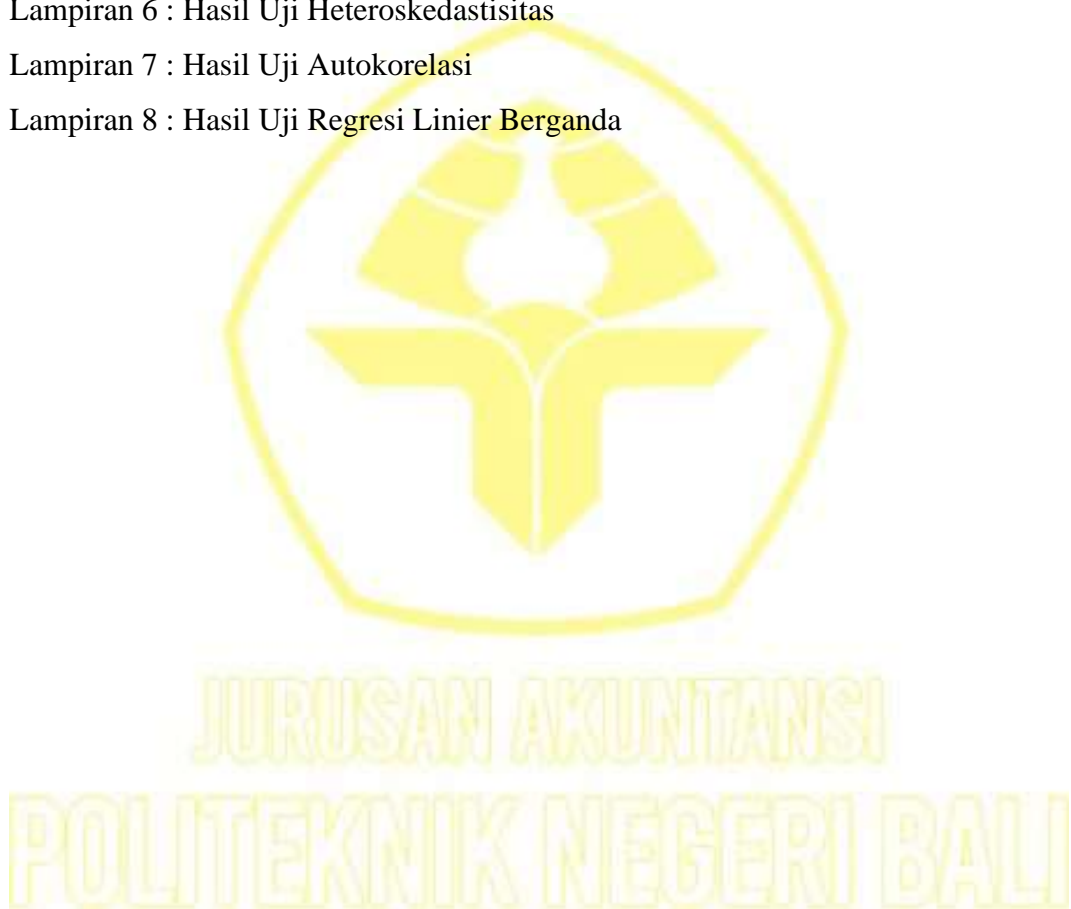 Lampiran 6 : Hasil Uji Heteroskedastisitas
Lampiran 7 : Hasil Uji Autokorelasi
Lampiran 8 : Hasil Uji Regresi Linier Berganda
JURUSAN AKUNTANSI
POLITEKNIK NEGERI BALI